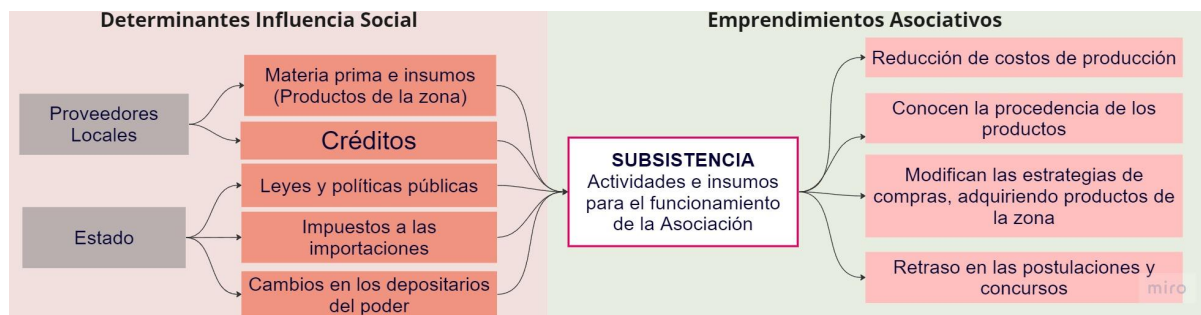 Determinantes Influencia Social
Proveedores
Locales
Estado
Materia prima e insumos
(Productos de la zona)
Créditos
Leyes y políticas públicas
Impuestos a las
importaciones
Cambios en los depositarios
del poder
Emprendimientos Asociativos
SUBSISTENCIA
Actividades e insumos
para el funcionamiento
de la Asociación
Reducción de costos de producción
Conocen la procedencia de los
productos
Modifican las estrategias de
compras, adquiriendo productos de
la zona
Retraso en las postulaciones y
concursos
miro